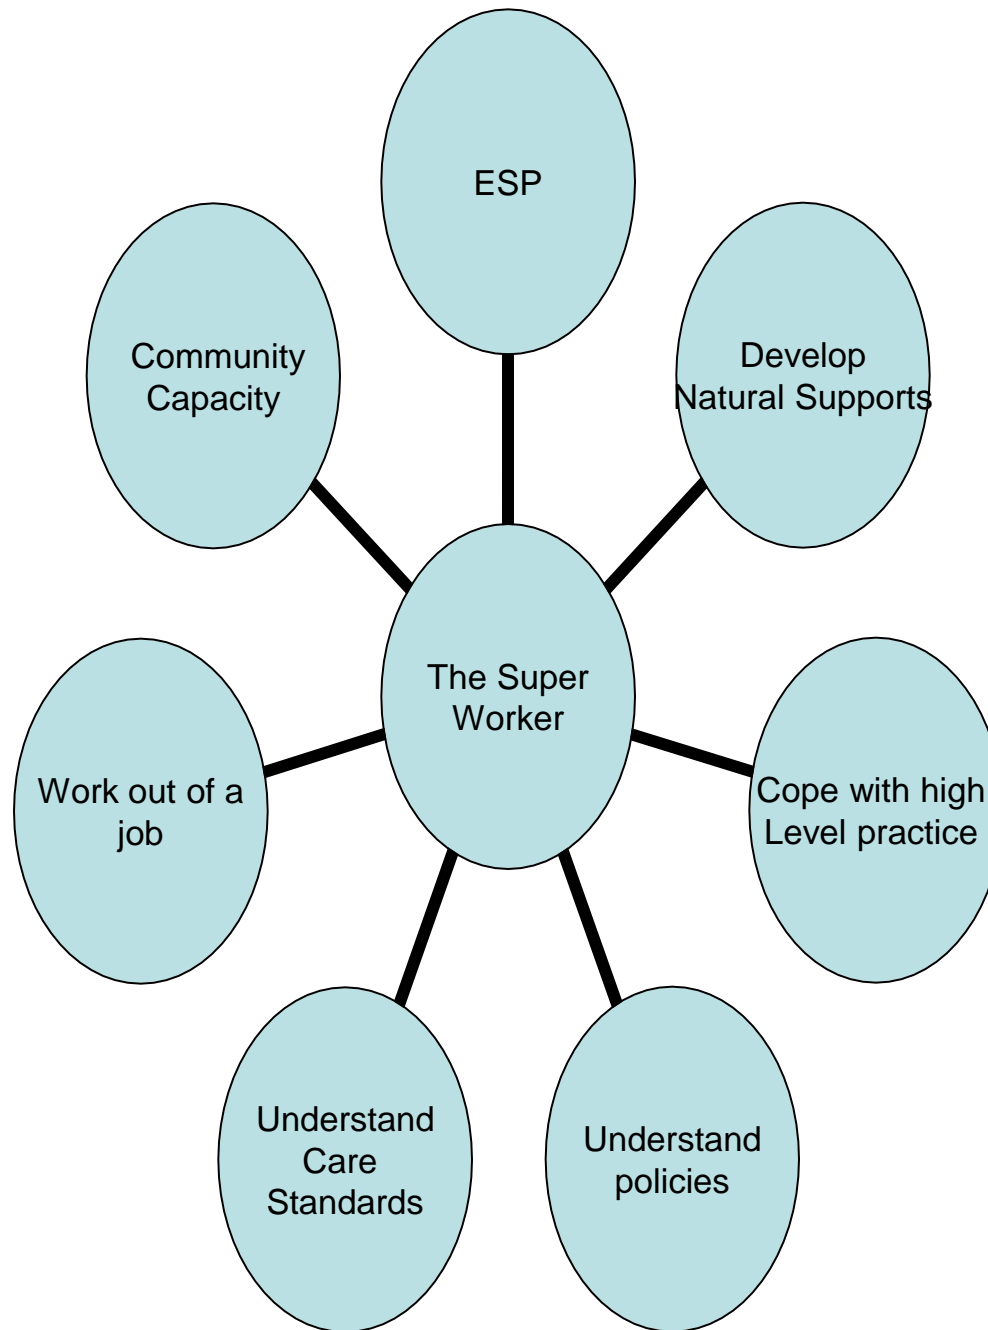 ESP
Community
Capacity
Develop
Natural Supports
The Super
Worker
Work out of a
job
Cope with high
Level practice
Understand
Care
Standards
Understand
policies